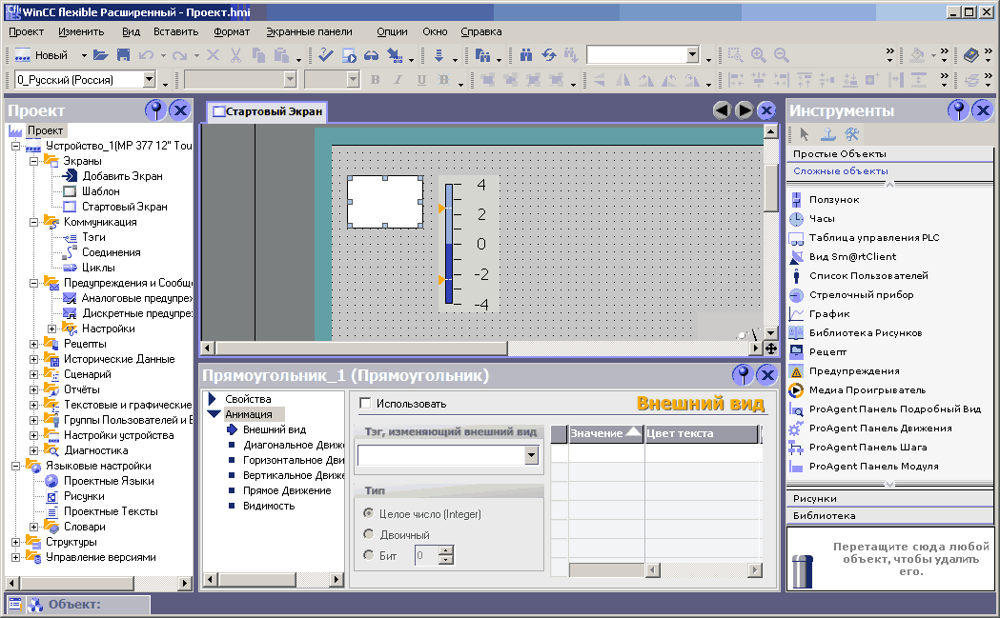 WinCC flexible Расширенный - Проект.hmi
Проект Изменить Вид Вставить Формат Экранные панели Опции Окно Справка
Новый
0_Русский (Россия)
B I U B
Проект
Проект
Устройство_1(MP 377 12" Tou
Экраны
Добавить Экран
Шаблон
Стартовый Экран
Коммуникация
Тэги
Соединения
Циклы
Предупреждения и Сообщ
Аналоговые предупреж
Дискретные предупре:
Настройки
Рецепты
Исторические Данные
Сценарий
Отчёты
Текстовые и графические
Группы Пользователей и Е
Настройки устройства
Диагностика
Языковые настройки
Проектные Языки
Рисунки
Проектные Тексты
Словари
Структуры
Управление версиями
Стартовый Экран
4
2
0
-2
-4
Прямоугольник_1 (Прямоугольник)
Свойства
Анимация
Внешний вид
Диагональное Движе
Горизонтальное Дви
Вертикальное Движе
Прямое Движение
Видимость
Использовать
Внешний вид
Тэг, изменяющий внешний вид
Тип
Целое число (Integer)
Двоичный
Бит 0
Значение Цвет текста
Инструменты
Простые Объекты
Сложные объекты
Ползунок
Часы
Таблица управления PLC
Вид Sm@rtClient
Список Пользователей
Стрелочный прибор
График
Библиотека Рисунков
Рецепт
Предупреждения
Медиа Проигрыватель
ProAgent Панель Подробный Вид
ProAgent Панель Движения
ProAgent Панель Шага
ProAgent Панель Модуля
Рисунки
Библиотека
Перетащите сюда любой
объект, чтобы удалить
его.
Объект: